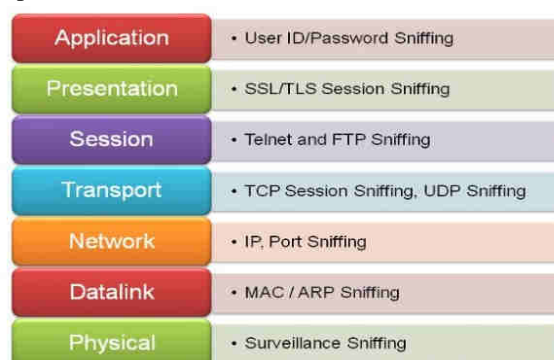 Application
• User ID/Password Sniffing
Presentation
• SSL/TLS Session Sniffing
Session
• Telnet and FTP Sniffing
Transport
• TCP Session Sniffing, UDP Sniffing
Network
• IP, Port Sniffing
Datalink
• MAC / ARP Sniffing
Physical
• Surveillance Sniffing